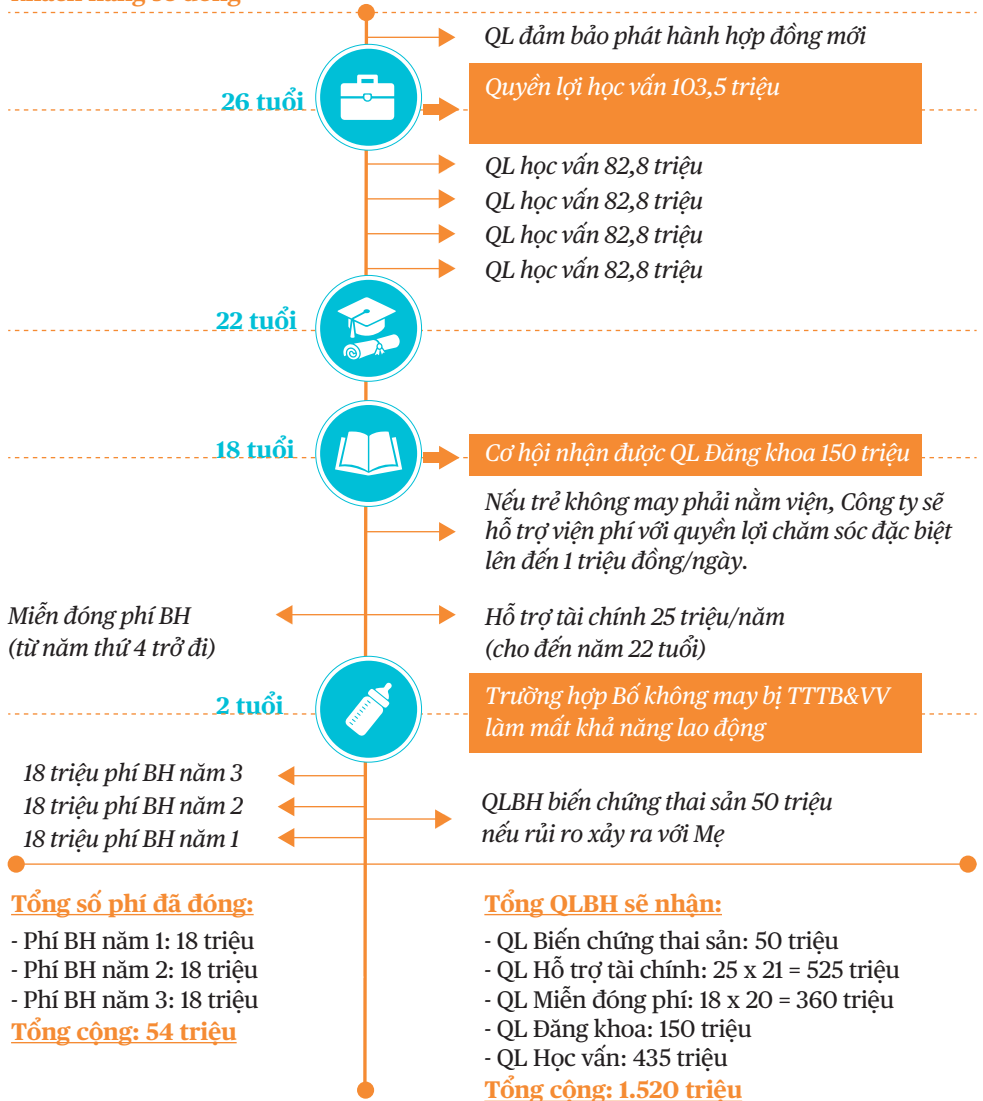 QL đảm bảo phát hành hợp đồng mới
26 tuổi
Quyền lợi học vấn 103,5 triệu
QL học vấn 82,8 triệu
QL học vấn 82,8 triệu
QL học vấn 82,8 triệu
QL học vấn 82,8 triệu
22 tuổi
18 tuổi
Cơ hội nhận được QL Đăng khoa 150 triệu
Nếu trẻ không may phải nằm viện, Công ty sẽ
hỗ trợ viện phí với quyền lợi chăm sóc đặc biệt
lên đến 1 triệu đồng/ngày.
Miễn đóng phí BH
(từ năm thứ 4 trở đi)
Hỗ trợ tài chính 25 triệu/năm
(cho đến năm 22 tuổi)
2 tuổi
Trường hợp Bố không may bị TTTB&VV
làm mất khả năng lao động
18 triệu phí BH năm 3
18 triệu phí BH năm 2
18 triệu phí BH năm 1
QLBH biến chứng thai sản 50 triệu
nếu rủi ro xảy ra với Mẹ
Tổng số phí đã đóng:
- Phí BH năm 1: 18 triệu
- Phí BH năm 2: 18 triệu
- Phí BH năm 3: 18 triệu
Tổng cộng: 54 triệu
Tổng QLBH sẽ nhận:
- QL Biến chứng thai sản: 50 triệu
- QL Hỗ trợ tài chính: 25 x 21 = 525 triệu
- QL Miễn đóng phí: 18 x 20 = 360 triệu
- QL Đăng khoa: 150 triệu
- QL Học vấn: 435 triệu
Tổng cộng: 1.520 triệu